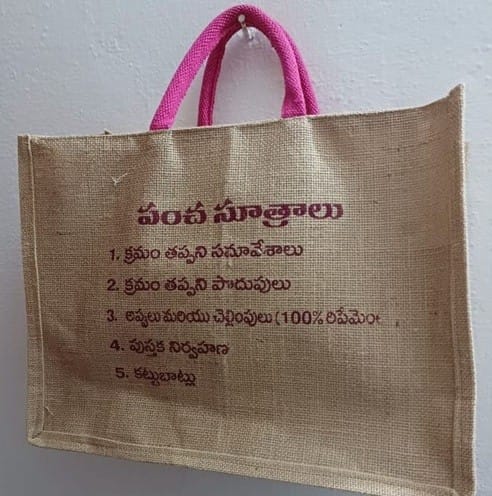 పంచ సూత్రాలు
1. క్రమం తప్పని సమావేశాలు
2. క్రమం తప్పని పొదుపులు
3. అప్పులు మరియు చెల్లింపులు (100% రిపేమెం
4. పుస్తక నిర్వహణ
5. కట్టుబాట్లు